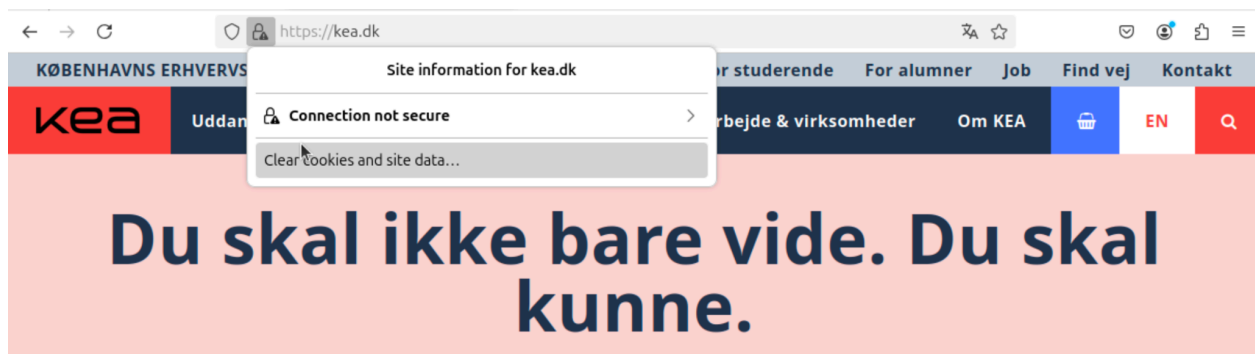 https://kea.dk
KØBENHAVNS ERHVERVS
or studerende For alumner Job Find vej Kontakt
Site information for kea.dk
kea
Uddan
Connection not secure
rbejde & virksomheder Om KEA EN
Clear cookies and site data…
Du skal ikke bare vide. Du skal
kunne.